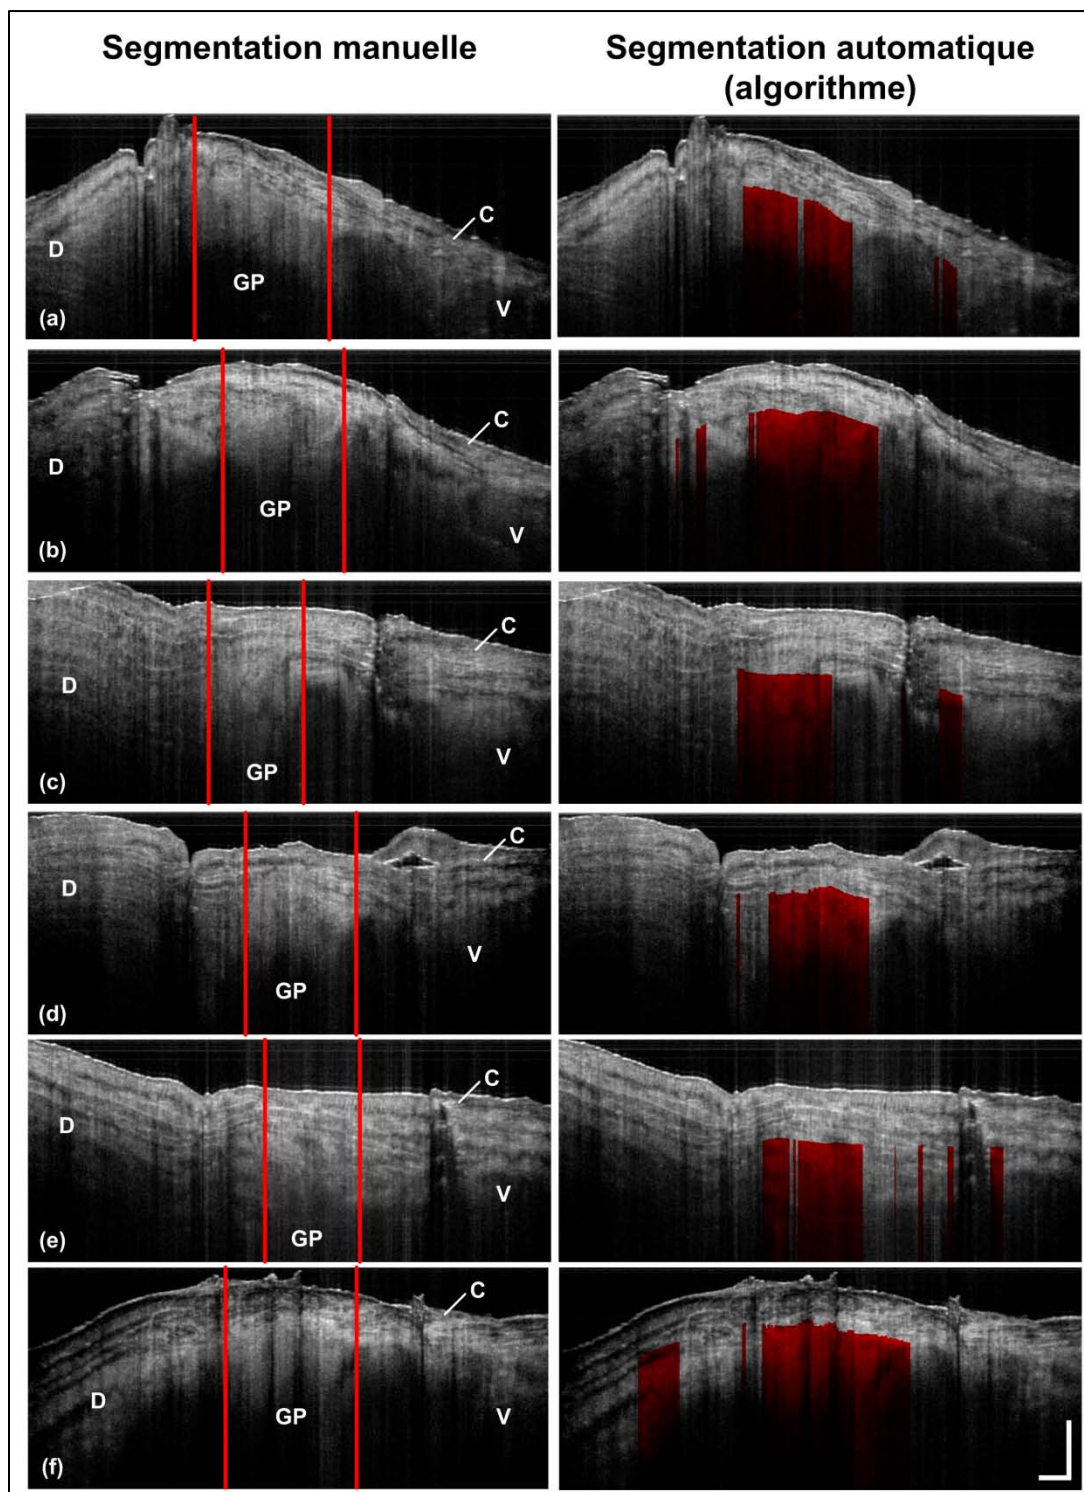 Segmentation manuelle
Segmentation automatique
(algorithme)
C
D
GP
V
(a)
C
D
GP
V
(b)
C
D
V
GP
(c)
C
D
V
GP
(d)
C
D
V
GP
(e)
C
D
GP
V
(f)